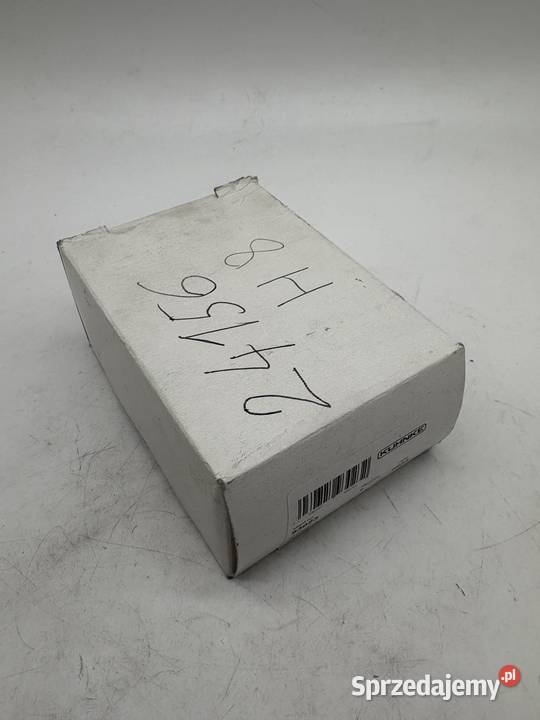 24156
H 8
KUHNKE
Sprzedajemy.pl